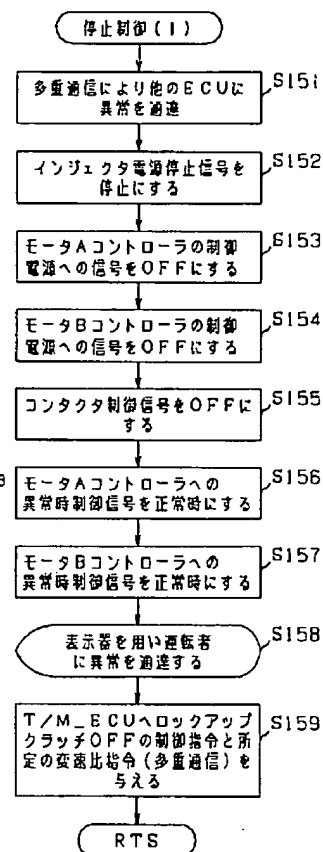 停止制御(1)
S151
多重通信により他のECUに
異常を通達
S152
インジェクタ電源停止信号を
停止にする
S153
モータAコントローラの制御
電源への信号をOFFにする
S154
モータBコントローラの制御
電源への信号をOFFにする
S155
コンタクタ制御信号をOFFに
する
S156
モータAコントローラへの
異常時制御信号を正常時にする
S157
モータBコントローラへの
異常時制御信号を正常時にする
S158
表示器を用い運転者
に異常を通達する
S159
T/M_ECUへロックアップ
クラッチOFFの制御指令と所
定の変速比指令(多重通信)を
与える
RTS